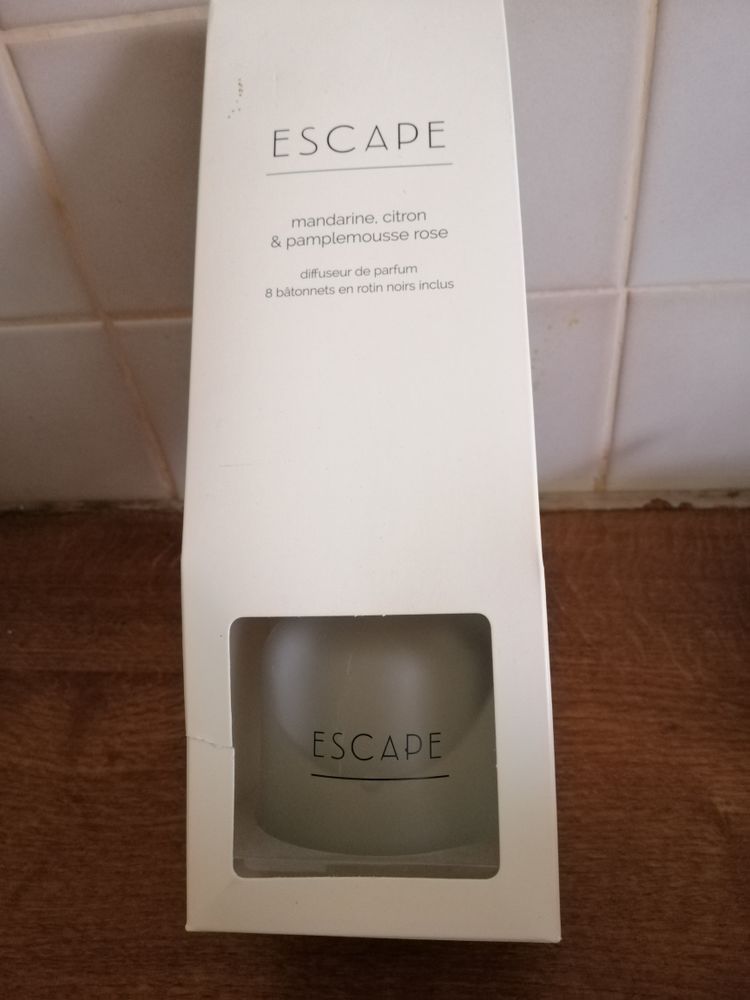 ESCAPE
mandarine, citron
& pamplemousse rose
diffuseur de parfum
8 bâtonnets en rotin noirs inclus
ESCAPE